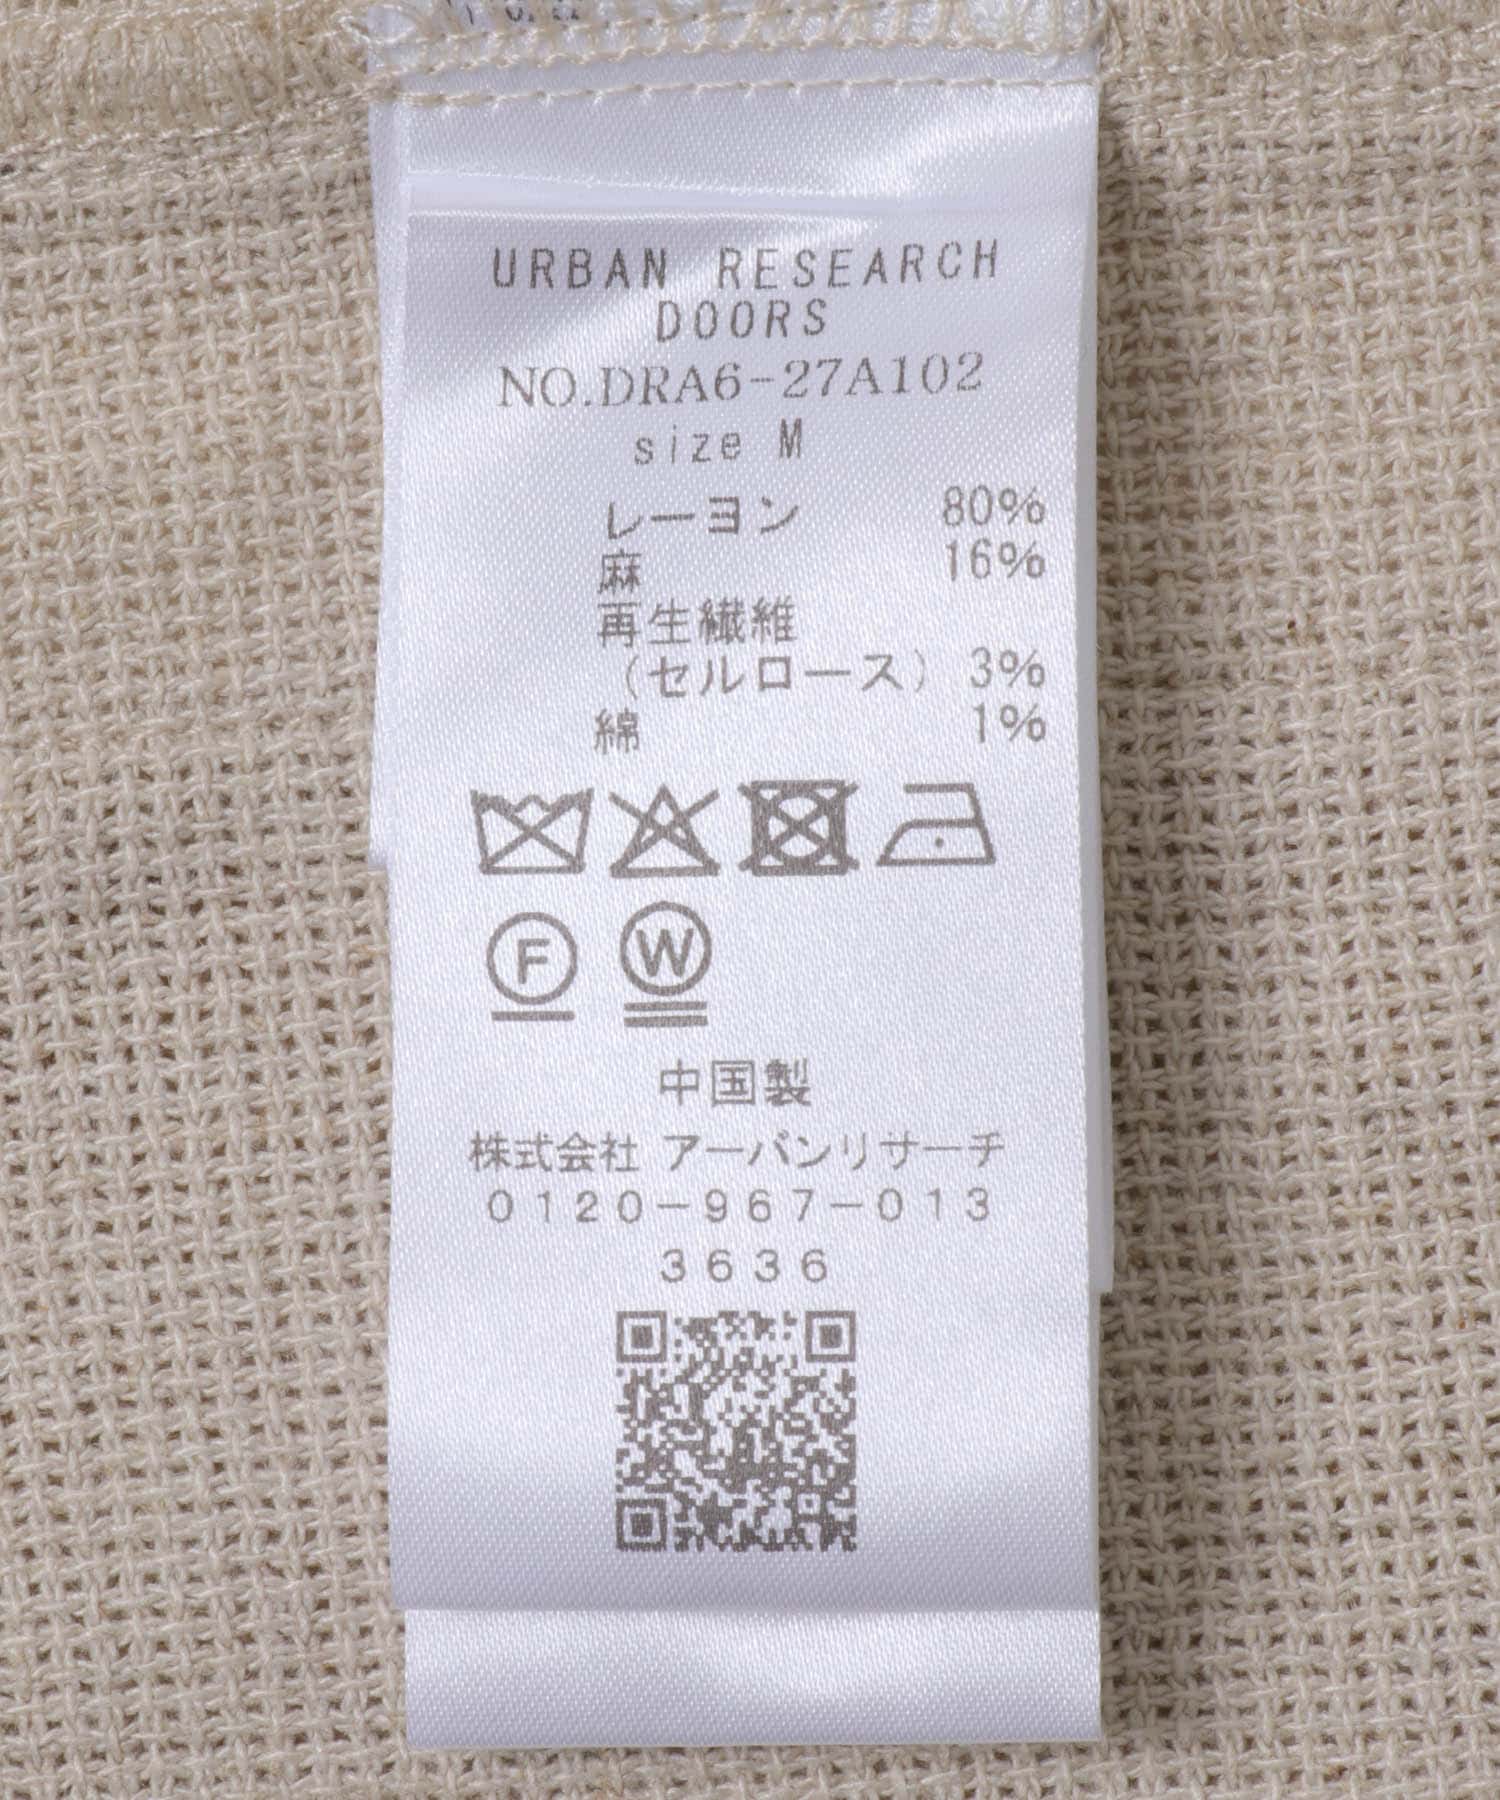 URBAN RESEARCH
DOORS
NO.DRA6-27A102
size M
レーヨン 80%
麻 16%
再生繊維
（セルロース） 3%
綿 1%
F W
中国製
株式会社 アーバンリサーチ
0120-967-013
3636